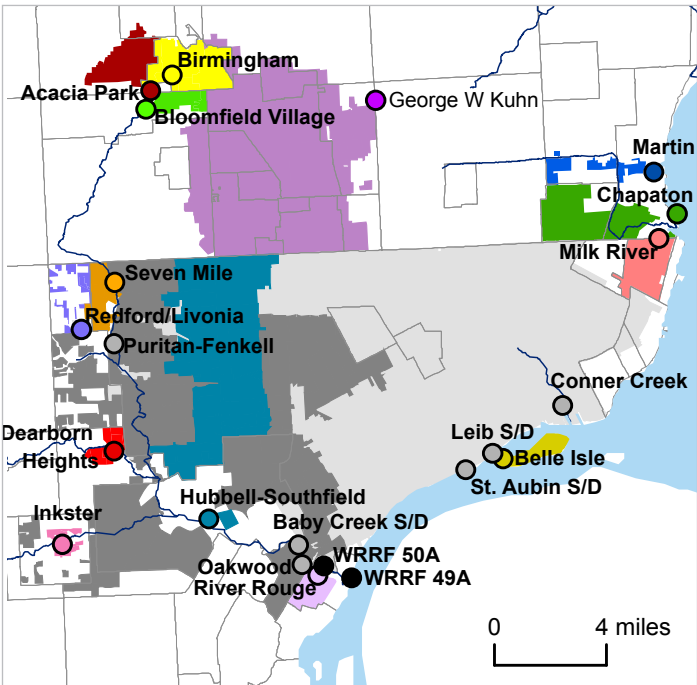 Birmingham
Acacia Park
George W Kuhn
Bloomfield Village
Martin
Chapaton
Milk River
Seven Mile
Redford/Livonia
Puritan-Fenkell
Conner Creek
Dearborn
Heights
Leib S/D
Belle Isle
St. Aubin S/D
Hubbell-Southfield
Inkster
Baby Creek S/D
WRRF 50A
Oakwood
WRRF 49A
River Rouge
0 4 miles